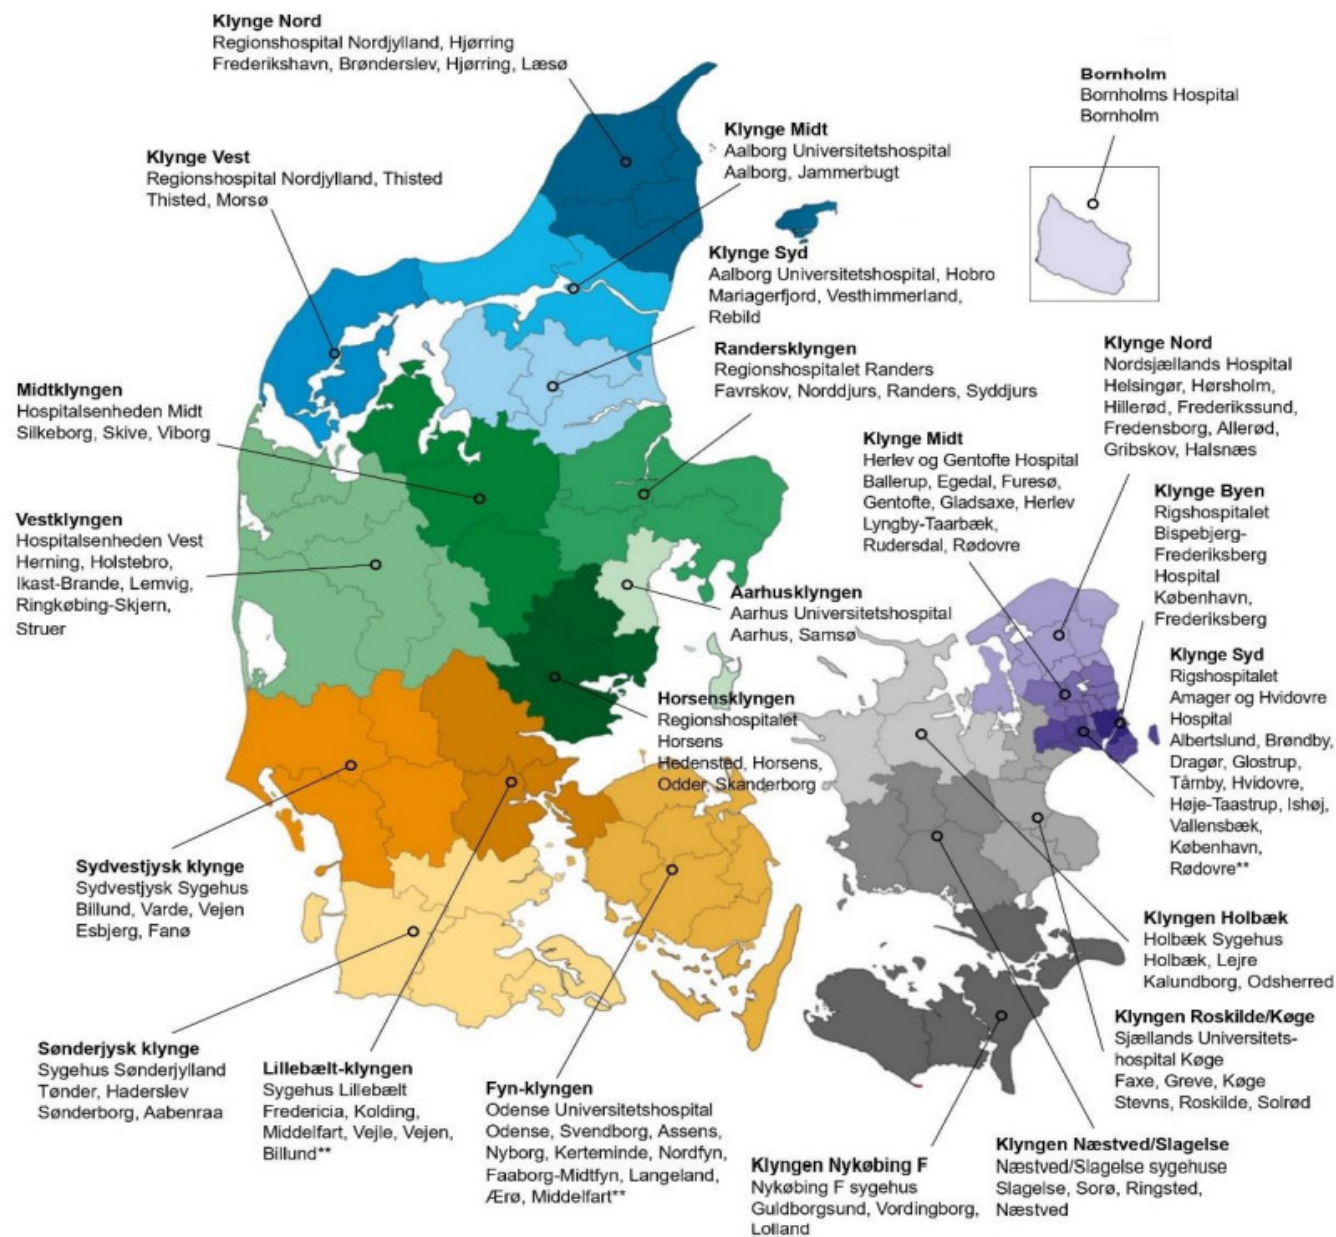 Klynge Nord
Regionshospital Nordjylland, Hjørring
Frederikshavn, Brønderslev, Hjørring, Læsø
Klynge Vest
Regionshospital Nordjylland, Thisted
Thisted, Morsø
Klynge Midt
Aalborg Universitetshospital
Aalborg, Jammerbugt
Bornholm
Bornholms Hospital
Bornholm
Klynge Syd
Aalborg Universitetshospital, Hobro
Mariagerfjord, Vesthimmerland,
Rebild
Randersklyngen
Regionshospitalet Randers
Favrskov, Norddjurs, Randers, Syddjurs
Klynge Nord
Nordsjællands Hospital
Helsingør, Hørsholm,
Hillerød, Frederikssund,
Fredensborg, Allerød,
Gribskov, Halsnæs
Midtklyngen
Hospitalsenheden Midt
Silkeborg, Skive, Viborg
Klynge Midt
Herlev og Gentofte Hospital
Ballerup, Egedal, Furesø,
Gentofte, Gladsaxe, Herlev
Lyngby-Taarbæk,
Rudersdal, Rødovre
Klynge Byen
Rigshospitalet
Bispebjerg-
Frederiksberg
Hospital
København,
Frederiksberg
Vestklyngen
Hospitalsenheden Vest
Herning, Holstebro,
Ikast-Brande, Lemvig,
Ringkøbing-Skjern,
Struer
Aarhusklyngen
Aarhus Universitetshospital
Aarhus, Samsø
Klynge Syd
Rigshospitalet
Amager og Hvidovre
Hospital
Albertslund, Brøndby,
Dragør, Glostrup,
Tårnby, Hvidovre,
Høje-Taastrup, Ishøj,
Vallensbæk,
København,
Rødovre**
Horsensklyngen
Regionshospitalet
Horsens
Hedensted, Horsens,
Odder, Skanderborg
Sydvestjysk klynge
Sydvestjysk Sygehus
Billund, Varde, Vejen
Esbjerg, Fanø
Klyngen Holbæk
Holbæk Sygehus
Holbæk, Lejre
Kalundborg, Odsherred
Klyngen Roskilde/Køge
Sjællands Universitets-
hospital Køge
Faxe, Greve, Køge
Stevns, Roskilde, Solrød
Sønderjysk klynge
Sygehus Sønderjylland
Tønder, Haderslev
Sønderborg, Aabenraa
Lillebælt-klyngen
Sygehus Lillebælt
Fredericia, Kolding,
Middelfart, Vejle, Vejen,
Billund**
Fyn-klyngen
Odense Universitetshospital
Odense, Svendborg, Assens,
Nyborg, Kerteminde, Nordfyn,
Faaborg-Midtfyn, Langeland,
Ærø, Middelfart**
Klyngen Nykøbing F
Nykøbing F sygehus
Guldborgsund, Vordingborg,
Lolland
Klyngen Næstved/Slagelse
Næstved/Slagelse sygehuse
Slagelse, Sorø, Ringsted,
Næstved